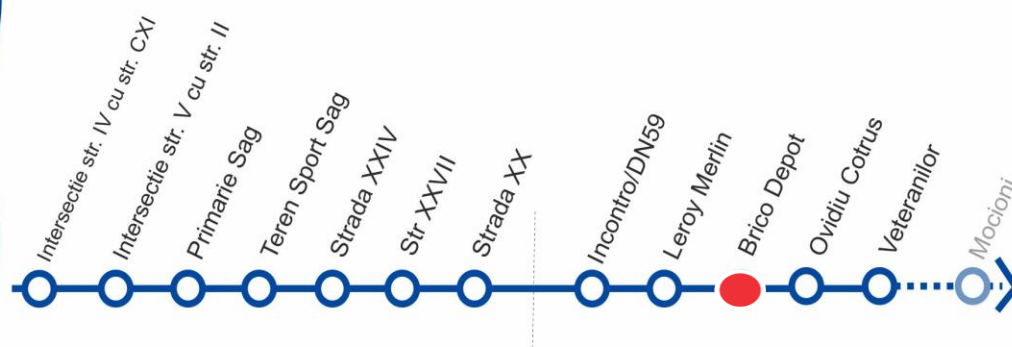 Intersectie str. IV cu str. CXI
Intersectie str. V cu str. II
Primarie Sag
Teren Sport Sag
Strada XXIV
Str XXVII
Strada XX
Incontro/DN59
Leroy Merlin
Brico Depot
Ovidiu Cotrus
Veteranilor
Mocioni